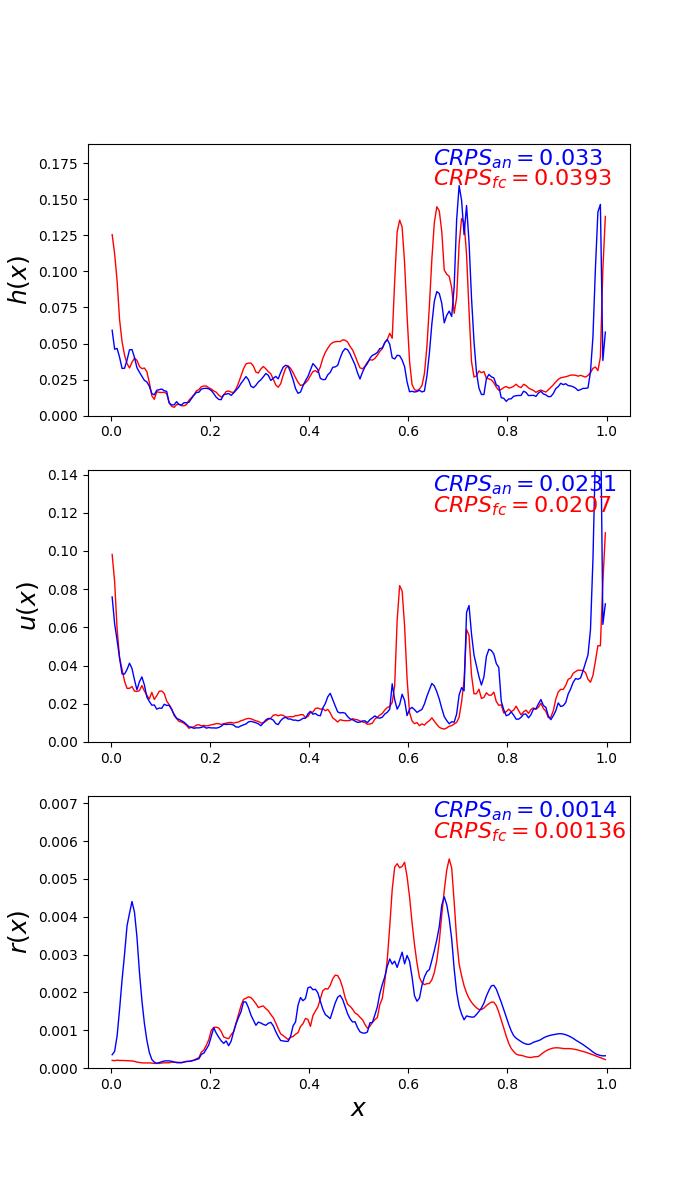 CRPS_an = 0.033
CRPS_fc = 0.0393
h(x)
0.175
0.150
0.125
0.100
0.075
0.050
0.025
0.000
0.0 0.2 0.4 0.6 0.8 1.0
CRPS_an = 0.0231
CRPS_fc = 0.0207
u(x)
0.14
0.12
0.10
0.08
0.06
0.04
0.02
0.00
0.0 0.2 0.4 0.6 0.8 1.0
CRPS_an = 0.0014
CRPS_fc = 0.00136
r(x)
0.007
0.006
0.005
0.004
0.003
0.002
0.001
0.000
0.0 0.2 0.4 0.6 0.8 1.0
x